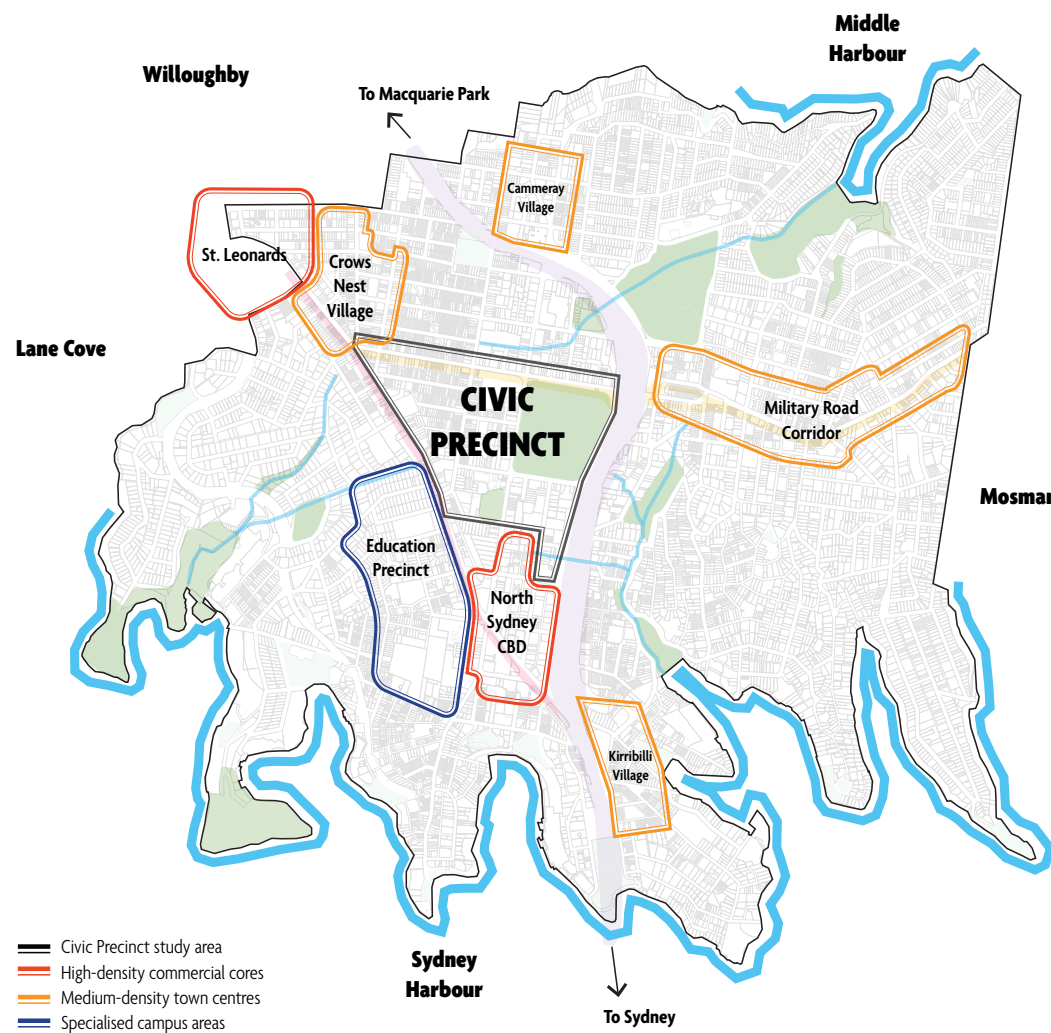 Middle
Harbour
Willoughby
To Macquarie Park
Cammeray
Village
St. Leonards
Crows
Nest
Village
Lane Cove
CIVIC
PRECINCT
Military Road
Corridor
Mosman
Education
Precinct
North
Sydney
CBD
Kirribilli
Village
Civic Precinct study area
High-density commercial cores
Medium-density town centres
Specialised campus areas
Sydney
Harbour
To Sydney